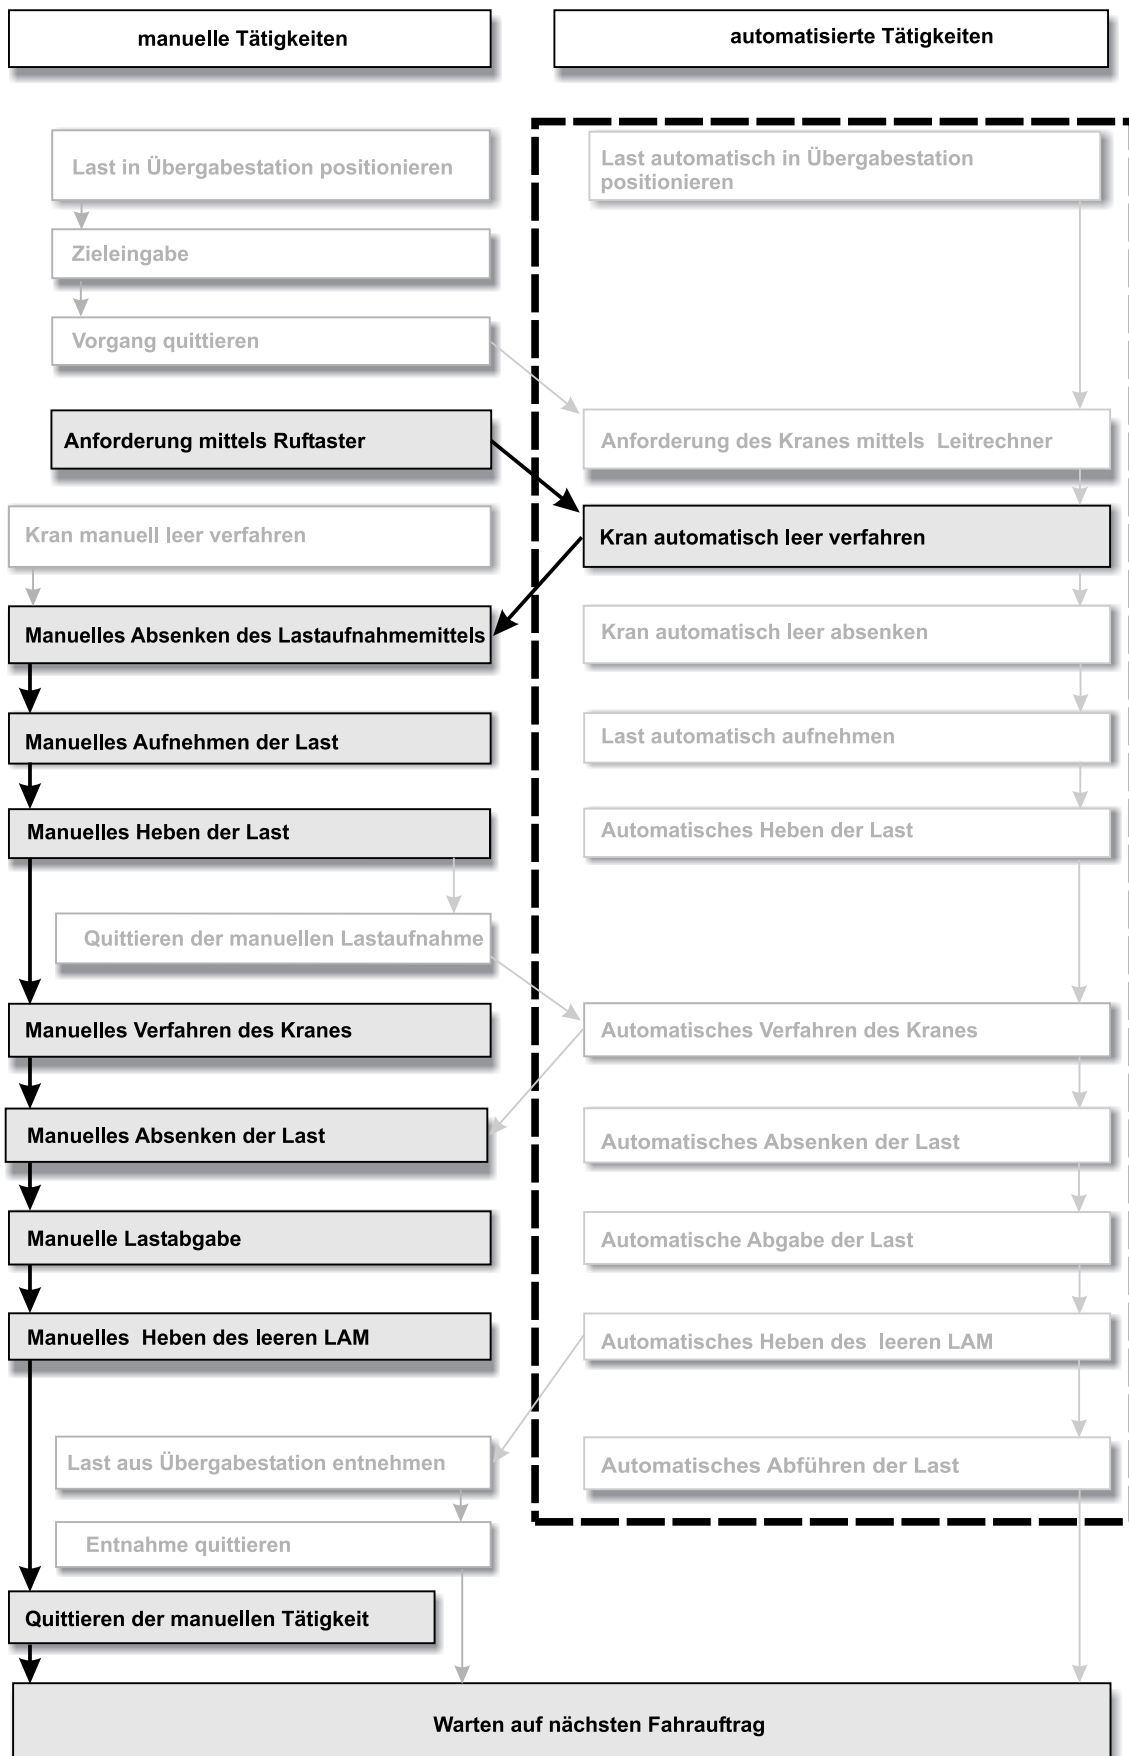 manuelle Tätigkeiten
automatisierte Tätigkeiten
Last in Übergabestation positionieren
Last automatisch in Übergabestation
positionieren
Zieleingabe
Vorgang quittieren
Anforderung mittels Ruftaster
Anforderung des Kranes mittels Leitrechner
Kran manuell leer verfahren
Kran automatisch leer verfahren
Manuelles Absenken des Lastaufnahmemittels
Kran automatisch leer absenken
Manuelles Aufnehmen der Last
Last automatisch aufnehmen
Manuelles Heben der Last
Automatisches Heben der Last
Quittieren der manuellen Lastaufnahme
Manuelles Verfahren des Kranes
Automatisches Verfahren des Kranes
Manuelles Absenken der Last
Automatisches Absenken der Last
Manuelle Lastabgabe
Automatische Abgabe der Last
Manuelles Heben des leeren LAM
Automatisches Heben des leeren LAM
Last aus Übergabestation entnehmen
Automatisches Abführen der Last
Entnahme quittieren
Quittieren der manuellen Tätigkeit
Warten auf nächsten Fahrauftrag